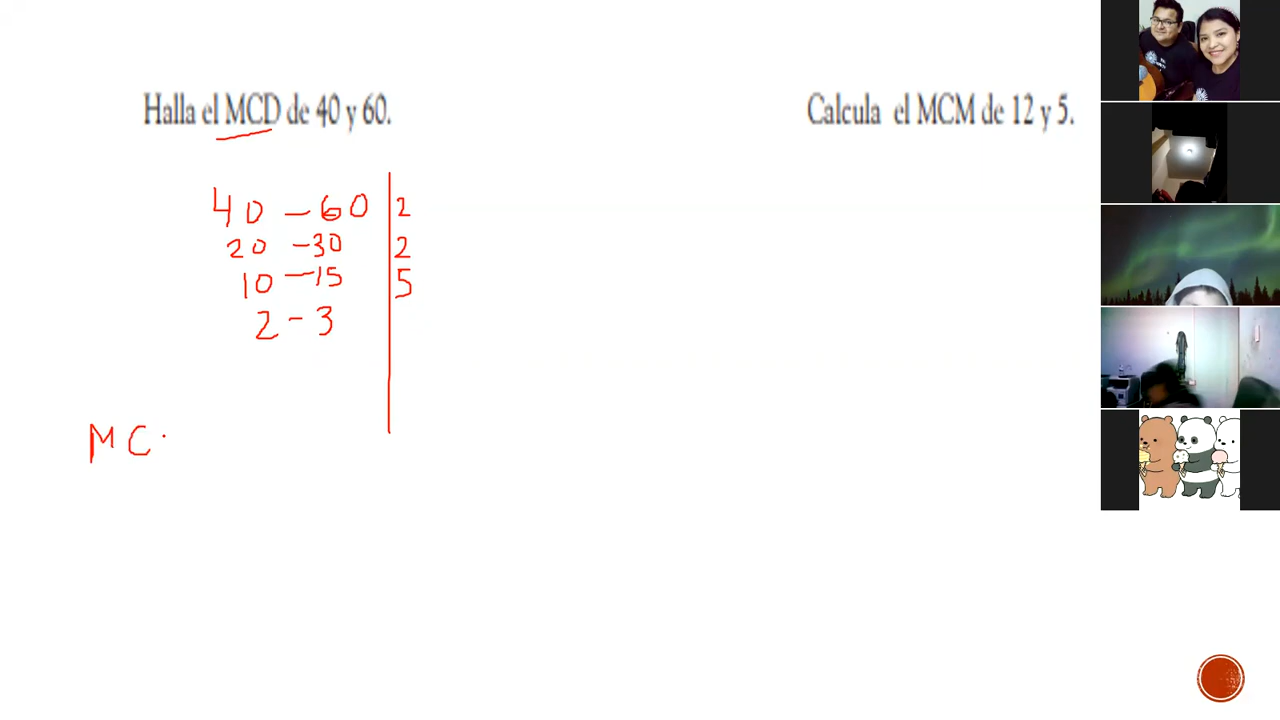 Halla el MCD de 40 y 60.
40 - 60 | 2
20 - 30 | 2
10 - 15 | 5
2 - 3
MC
Calcula el MCM de 12 y 5.